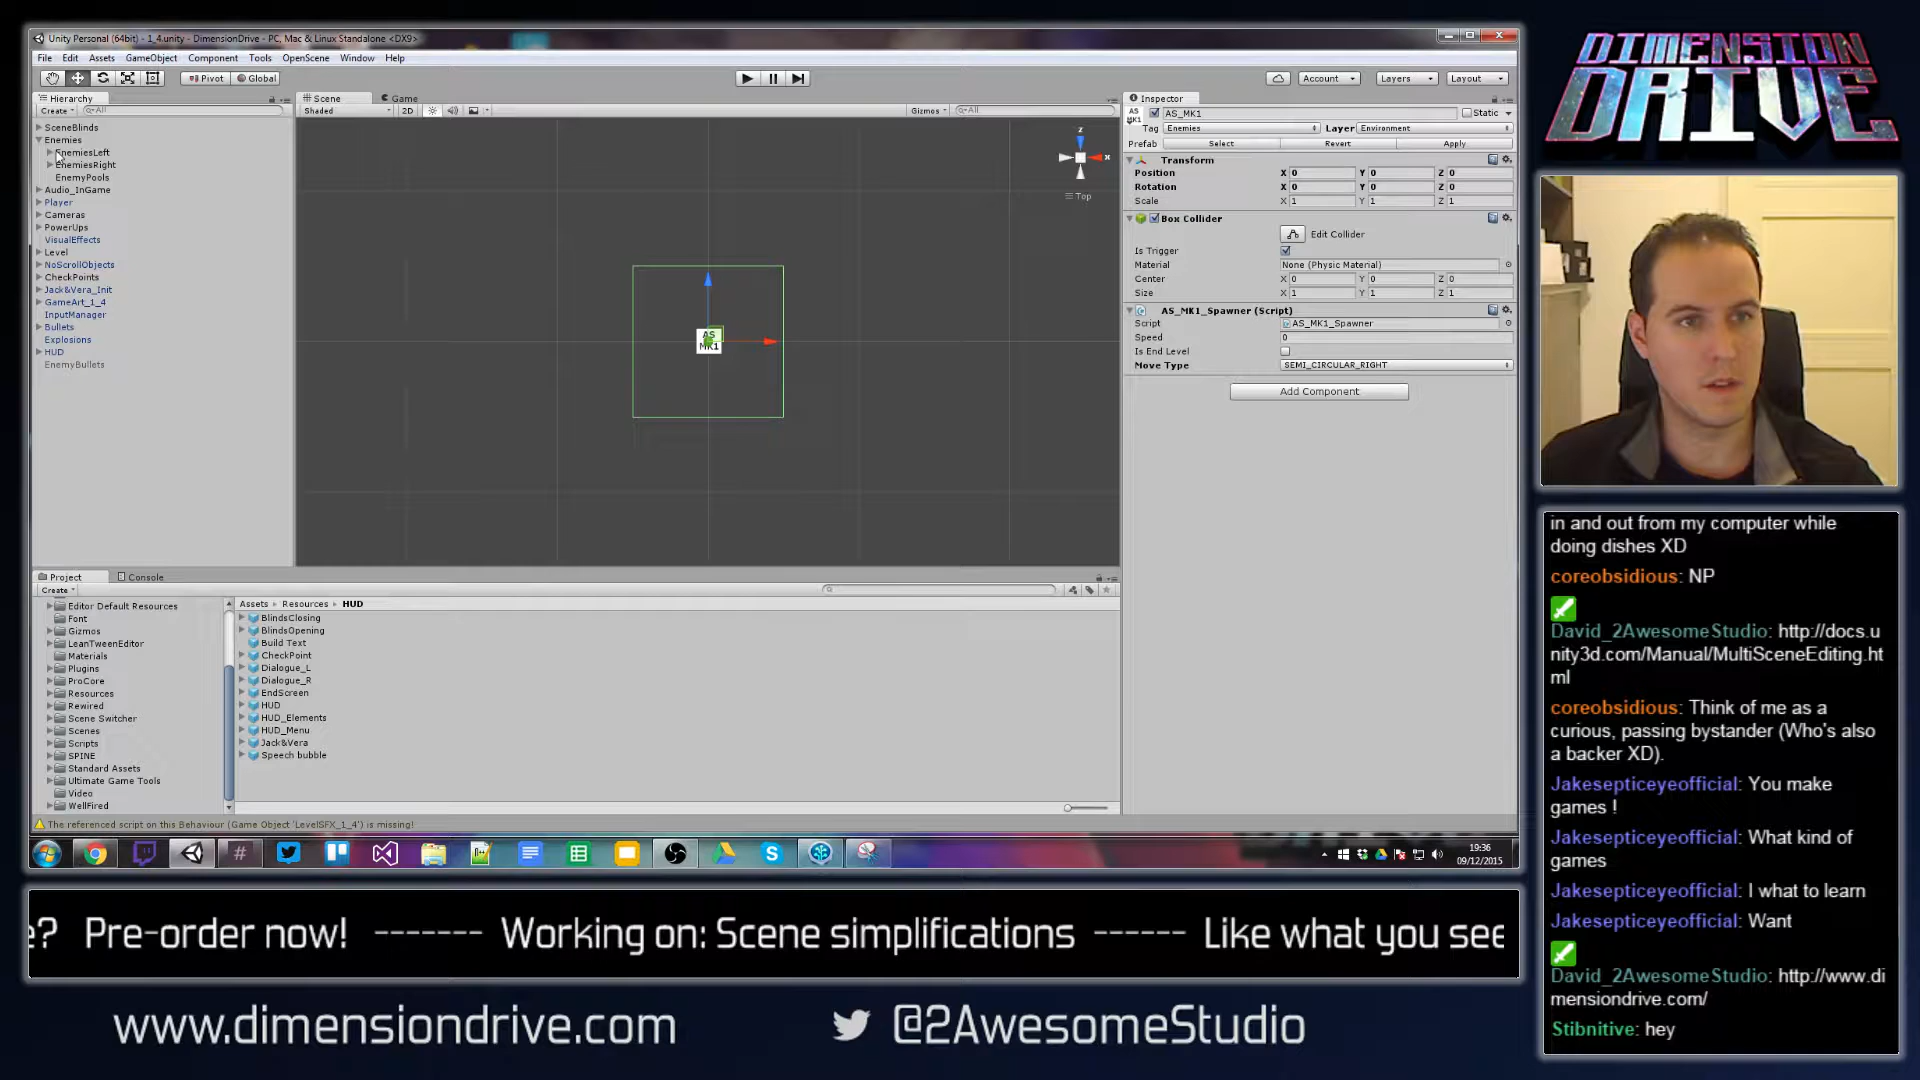 Unity Personal (64bit) - 1_4.unity - DimensionDrive - PC, Mac & Linux Standalone <DX9>
File Edit Assets GameObject Component Tools OpenScene Window Help
Pivot Global Account Layers Layout
Hierarchy
Create All
SceneBlinds
Enemies
EnemiesLeft
EnemiesRight
EnemyPools
Audio_InGame
Player
Cameras
PowerUps
VisualEffects
Level
NoScrollObjects
CheckPoints
Jack&Vera_Init
GameArt_1_4
InputManager
Bullets
Explosions
HUD
EnemyBullets
Scene Game
Shaded 2D Gizmos All
z
x
Top
AS
MK1
Inspector
AS
MK1
AS_MK1 Static
Tag Enemies Layer Environment
Prefab Select Revert Apply
Transform
Position X 0 Y 0 Z 0
Rotation X 0 Y 0 Z 0
Scale X 1 Y 1 Z 1
Box Collider
Edit Collider
Is Trigger
Material None (Physic Material)
Center X 0 Y 0 Z 0
Size X 1 Y 1 Z 1
AS_MK1_Spawner (Script)
Script AS_MK1_Spawner
Speed 0
Is End Level
Move Type SEMI_CIRCULAR_RIGHT
Add Component
Project Console
Create
Editor Default Resources
Font
Gizmos
LeanTweenEditor
Materials
Plugins
ProCore
Resources
Rewired
Scene Switcher
Scenes
Scripts
SPINE
Standard Assets
Ultimate Game Tools
Video
WellFired
Assets Resources HUD
BlindsClosing
BlindsOpening
Build Text
CheckPoint
Dialogue_L
Dialogue_R
EndScreen
HUD
HUD_Elements
HUD_Menu
Jack&Vera
Speech bubble
The referenced script on this Behaviour (Game Object 'LevelSFX_1_4') is missing!
19:36
09/12/2015
e? Pre-order now! ------- Working on: Scene simplifications ------ Like what you see
www.dimensiondrive.com @2AwesomeStudio
DIMENSION
DRIVE
in and out from my computer while
doing dishes XD
coreobsidious: NP
David_2AwesomeStudio: http://docs.u
nity3d.com/Manual/MultiSceneEditing.ht
ml
coreobsidious: Think of me as a
curious, passing bystander (Who's also
a backer XD).
Jakesepticeyeofficial: You make
games !
Jakesepticeyeofficial: What kind of
games
Jakesepticeyeofficial: I what to learn
Jakesepticeyeofficial: Want
David_2AwesomeStudio: http://www.di
mensiondrive.com/
Stibnitive: hey